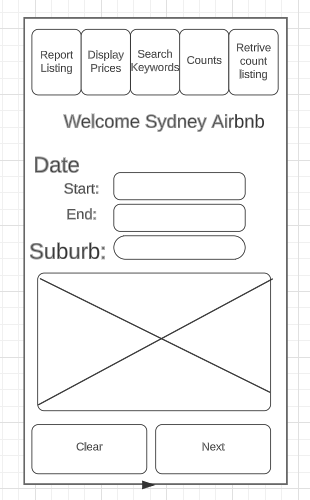 Report
Listing
Display
Prices
Search
Keywords
Counts
Retrive
count
listing
Welcome Sydney Airbnb
Date
Start:
End:
Suburb:
Clear
Next